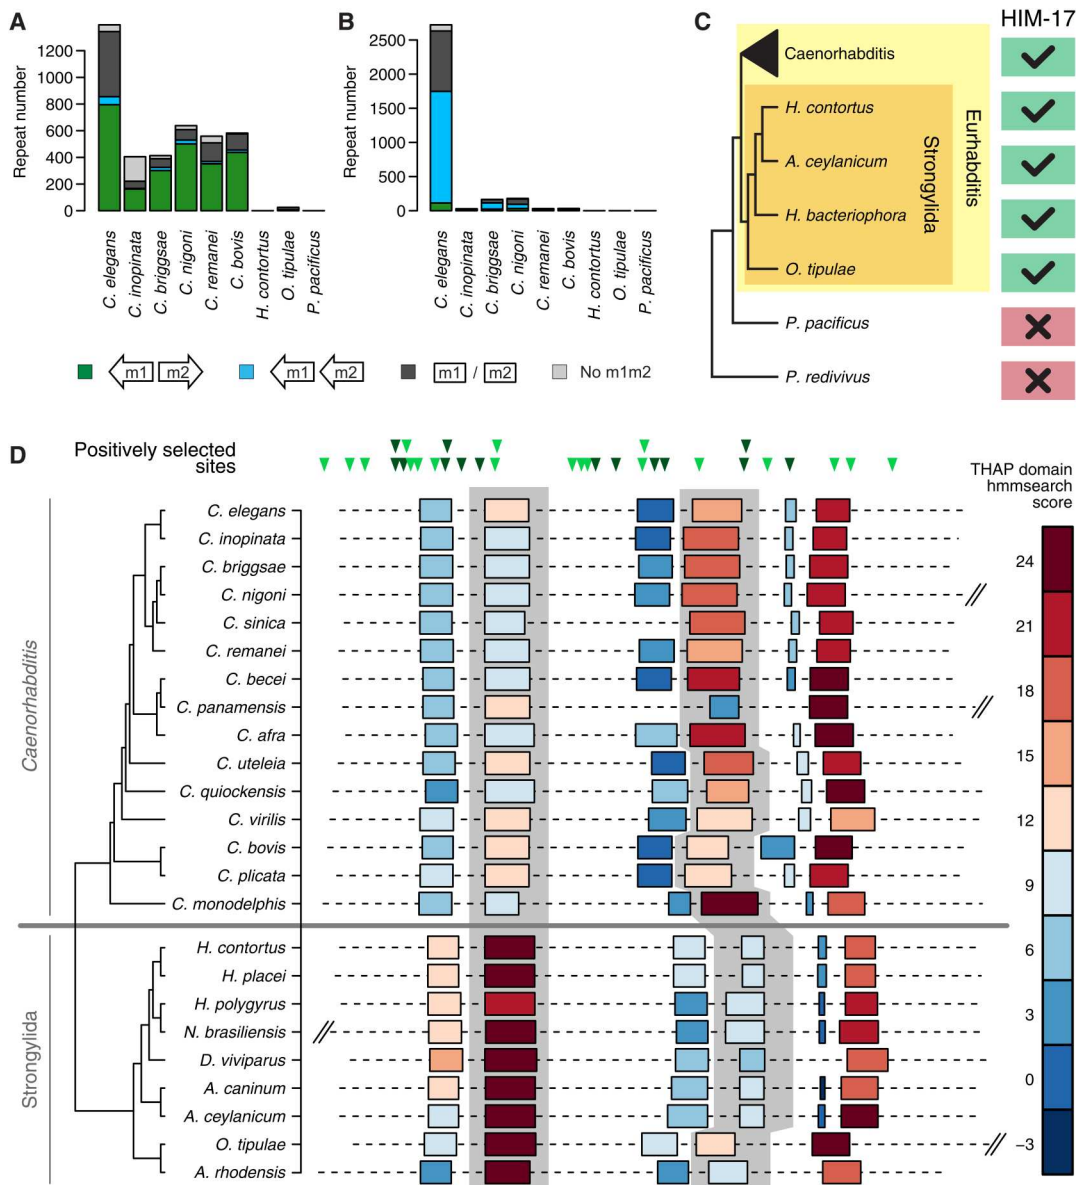 A
Repeat number
1200
1000
800
600
400
200
0
C. elegans
C. inopinata
C. briggsae
C. nigoni
C. remanei
C. bovis
H. contortus
O. tipulae
P. pacificus
B
Repeat number
2500
2000
1500
1000
500
0
C. elegans
C. inopinata
C. briggsae
C. nigoni
C. remanei
C. bovis
H. contortus
O. tipulae
P. pacificus
m1 m2
m1 m2
m1 / m2
No m1m2
C
HIM-17
Caenorhabditis
H. contortus
A. ceylanicum
H. bacteriophora
O. tipulae
P. pacificus
P. redivivus
Strongylida
Eurhabditis
D
Positively selected
sites
THAP domain
hmmsearch
score
Caenorhabditis
C. elegans
C. inopinata
C. briggsae
C. nigoni
C. sinica
C. remanei
C. becei
C. panamensis
C. afra
C. uteleia
C. quiockensis
C. virilis
C. bovis
C. plicata
C. monodelphis
Strongylida
H. contortus
H. placei
H. polygyrus
N. brasiliensis
D. viviparus
A. caninum
A. ceylanicum
O. tipulae
A. rhodensis
24
21
18
15
12
9
6
3
0
−3